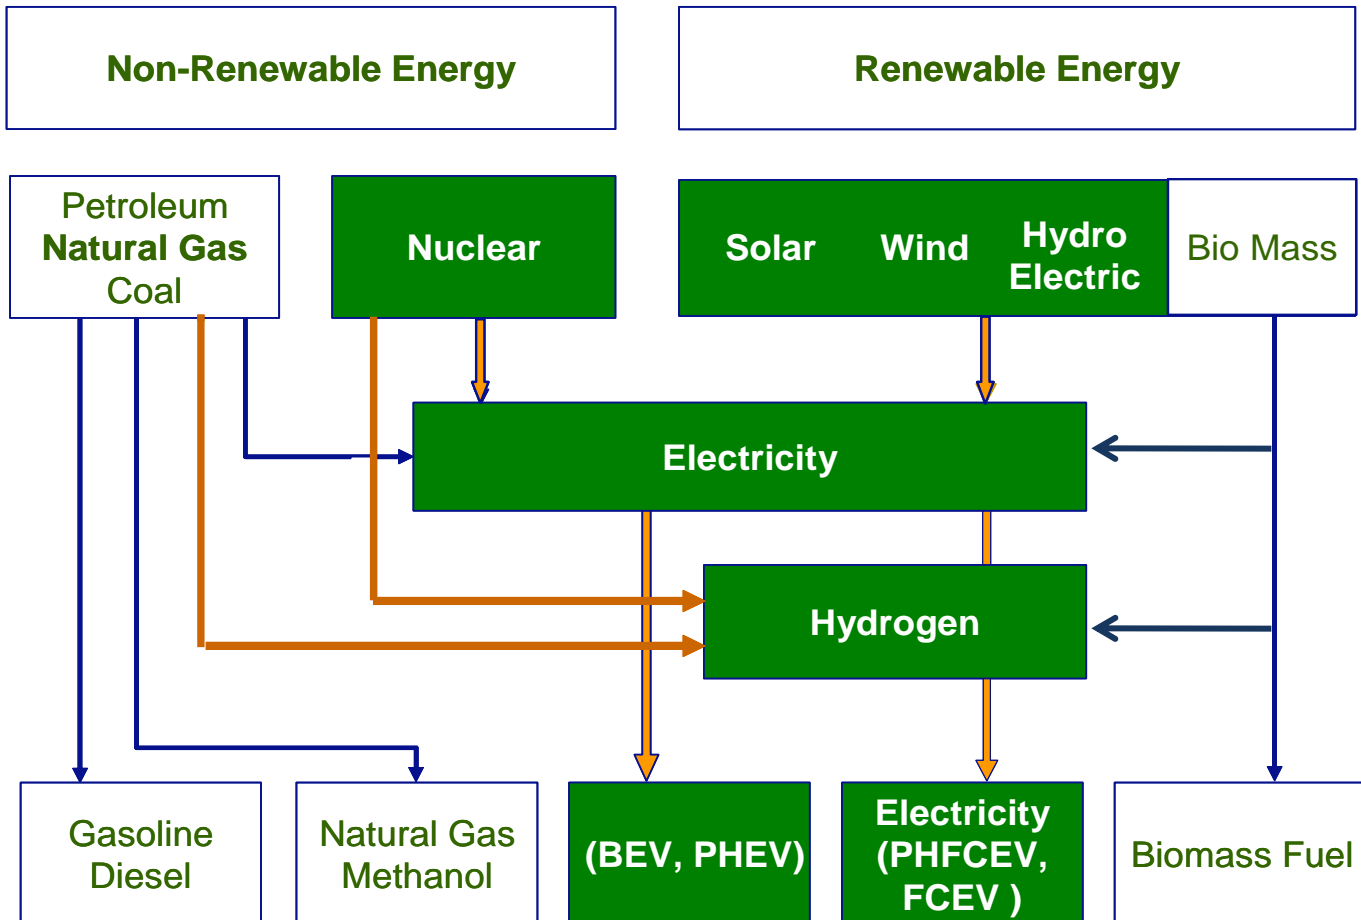 Non-Renewable Energy
Renewable Energy
Petroleum
Natural Gas
Coal
Nuclear
Solar
Wind
Hydro
Electric
Bio Mass
Electricity
Hydrogen
Gasoline
Diesel
Natural Gas
Methanol
(BEV, PHEV)
Electricity
(PHFCEV,
FCEV )
Biomass Fuel